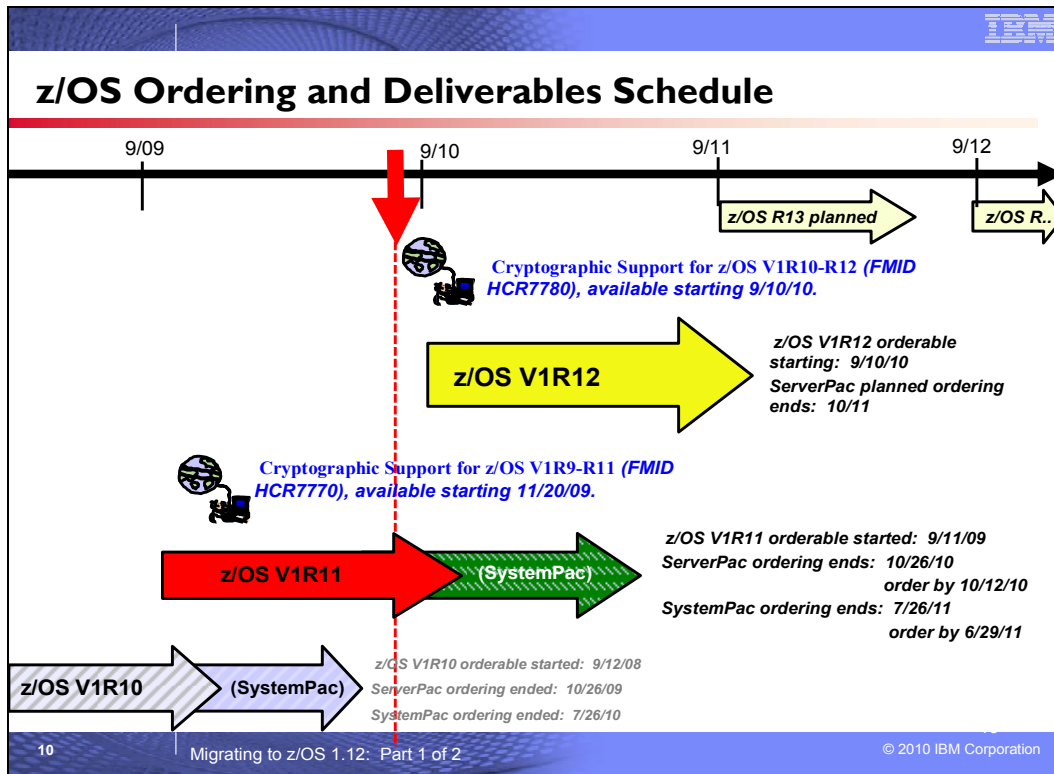 IBM
z/OS Ordering and Deliverables Schedule
9/09
9/10
9/11
9/12
z/OS R13 planned
z/OS R..
Cryptographic Support for z/OS V1R10-R12 (FMID
HCR7780), available starting 9/10/10.
z/OS V1R12
z/OS V1R12 orderable
starting: 9/10/10
ServerPac planned ordering
ends: 10/11
Cryptographic Support for z/OS V1R9-R11 (FMID
HCR7770), available starting 11/20/09.
z/OS V1R11
(SystemPac)
z/OS V1R11 orderable started: 9/11/09
ServerPac ordering ends: 10/26/10
order by 10/12/10
SystemPac ordering ends: 7/26/11
order by 6/29/11
z/OS V1R10
(SystemPac)
z/OS V1R10 orderable started: 9/12/08
ServerPac ordering ended: 10/26/09
SystemPac ordering ended: 7/26/10
10
Migrating to z/OS 1.12: Part 1 of 2
© 2010 IBM Corporation